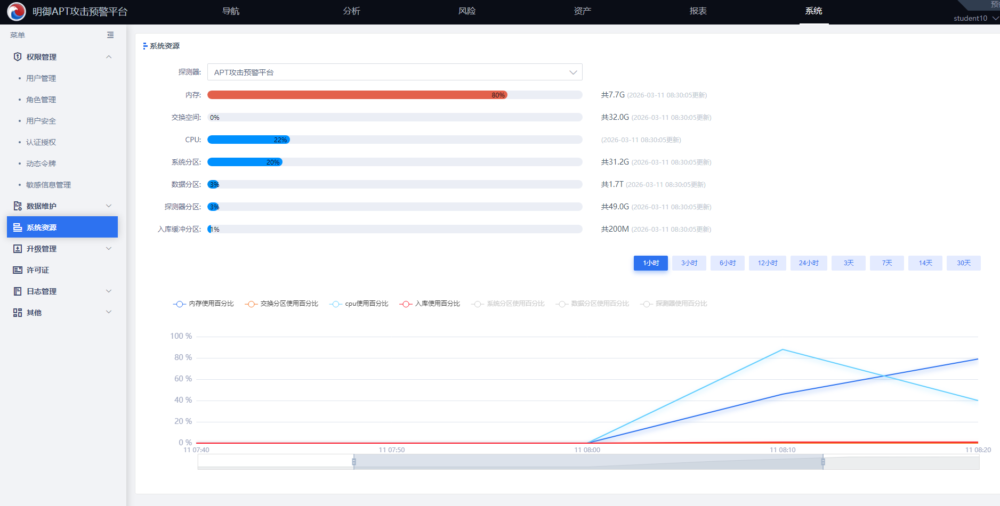 明御APT攻击预警平台
导航
分析
风险
资产
报表
系统
student10
菜单
权限管理
用户管理
角色管理
用户安全
认证授权
动态令牌
敏感信息管理
数据维护
系统资源
升级管理
许可证
日志管理
其他
系统资源
探测器: APT攻击预警平台
内存: 80% 共7.7G (2026-03-11 08:30:05更新)
交换空间: 0% 共32.0G (2026-03-11 08:30:05更新)
CPU: 22% (2026-03-11 08:30:05更新)
系统分区: 20% 共31.2G (2026-03-11 08:30:05更新)
数据分区: 3% 共1.7T (2026-03-11 08:30:05更新)
探测器分区: 3% 共49.0G (2026-03-11 08:30:05更新)
入库缓冲分区: 1% 共200M (2026-03-11 08:30:05更新)
1小时 3小时 6小时 12小时 24小时 3天 7天 14天 30天
内存使用百分比 交换分区使用百分比 cpu使用百分比 入库使用百分比 系统分区使用百分比 数据分区使用百分比 探测器使用百分比
100 %
80 %
60 %
40 %
20 %
0 %
11 07:40 11 07:50 11 08:00 11 08:10 11 08:20